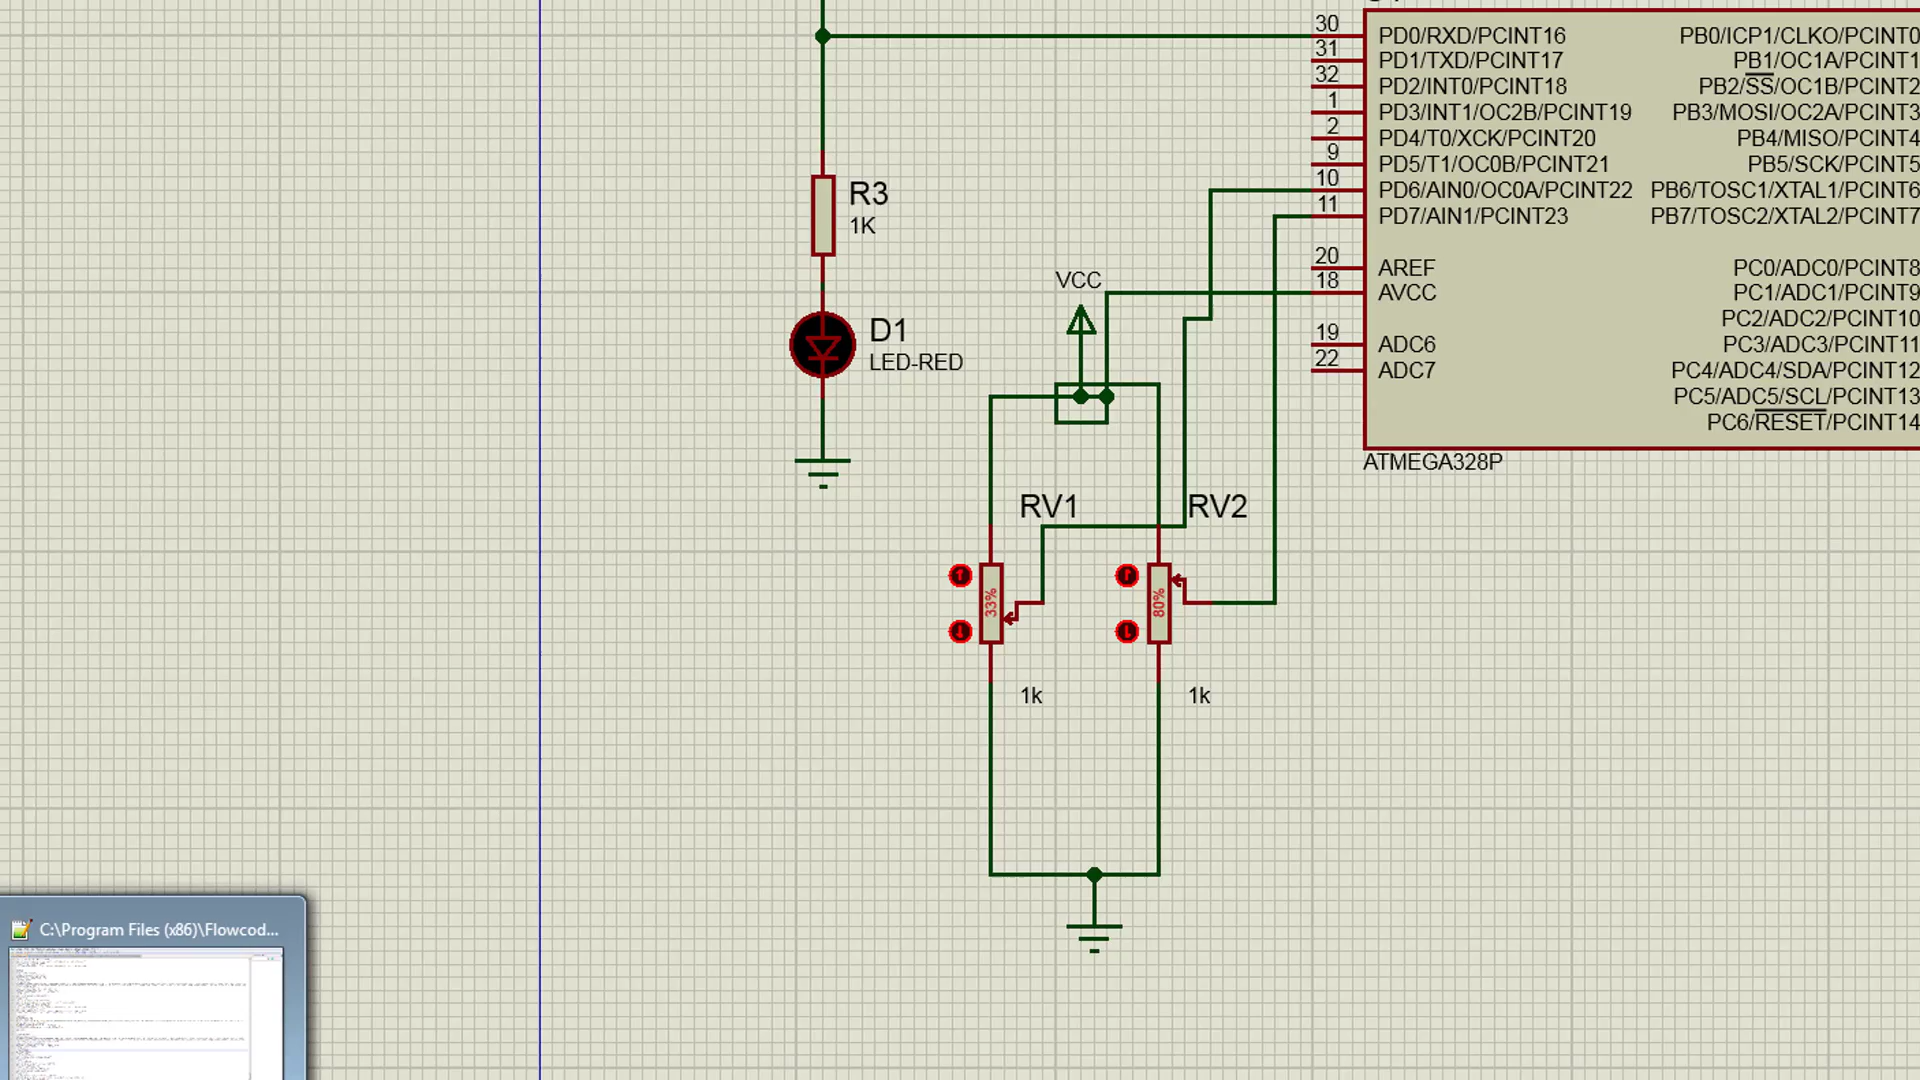 30
PD0/RXD/PCINT16
PB0/ICP1/CLKO/PCINT0
31
PD1/TXD/PCINT17
PB1/OC1A/PCINT1
32
PD2/INT0/PCINT18
PB2/SS/OC1B/PCINT2
1
PD3/INT1/OC2B/PCINT19
PB3/MOSI/OC2A/PCINT3
2
PD4/T0/XCK/PCINT20
PB4/MISO/PCINT4
9
PD5/T1/OC0B/PCINT21
PB5/SCK/PCINT5
10
PD6/AIN0/OC0A/PCINT22
PB6/TOSC1/XTAL1/PCINT6
11
PD7/AIN1/PCINT23
PB7/TOSC2/XTAL2/PCINT7
20
AREF
PC0/ADC0/PCINT8
18
AVCC
PC1/ADC1/PCINT9
PC2/ADC2/PCINT10
19
ADC6
PC3/ADC3/PCINT11
22
ADC7
PC4/ADC4/SDA/PCINT12
PC5/ADC5/SCL/PCINT13
PC6/RESET/PCINT14
ATMEGA328P
R3
1K
VCC
D1
LED-RED
RV1
RV2
33%
80%
1k
1k
C:\Program Files (x86)\Flowcod...